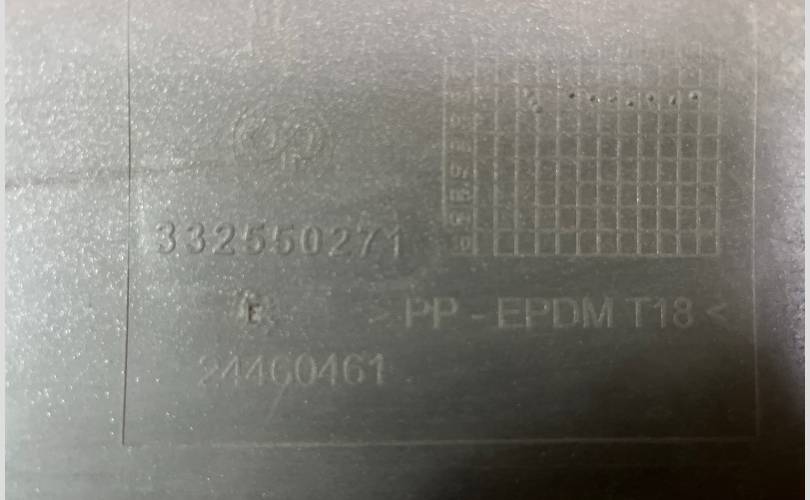 332550271
E
> PP - EPDM T18 <
24460461